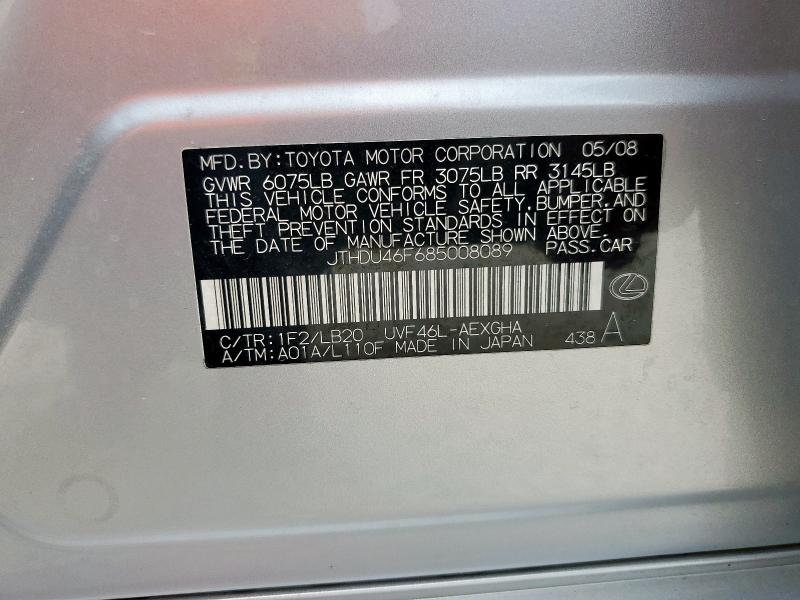 MFD. BY: TOYOTA MOTOR CORPORATION 05/08
GVWR 6075LB GAWR FR 3075LB RR 3145LB
THIS VEHICLE CONFORMS TO ALL APPLICABLE
FEDERAL MOTOR VEHICLE SAFETY, BUMPER, AND
THEFT PREVENTION STANDARDS IN EFFECT ON
THE DATE OF MANUFACTURE SHOWN ABOVE.
JTHDU46F685008089 PASS. CAR
C/TR: 1F2/LB20 UVF46L-AEXGHA
A/TM: A01A/L110F MADE IN JAPAN 438 A